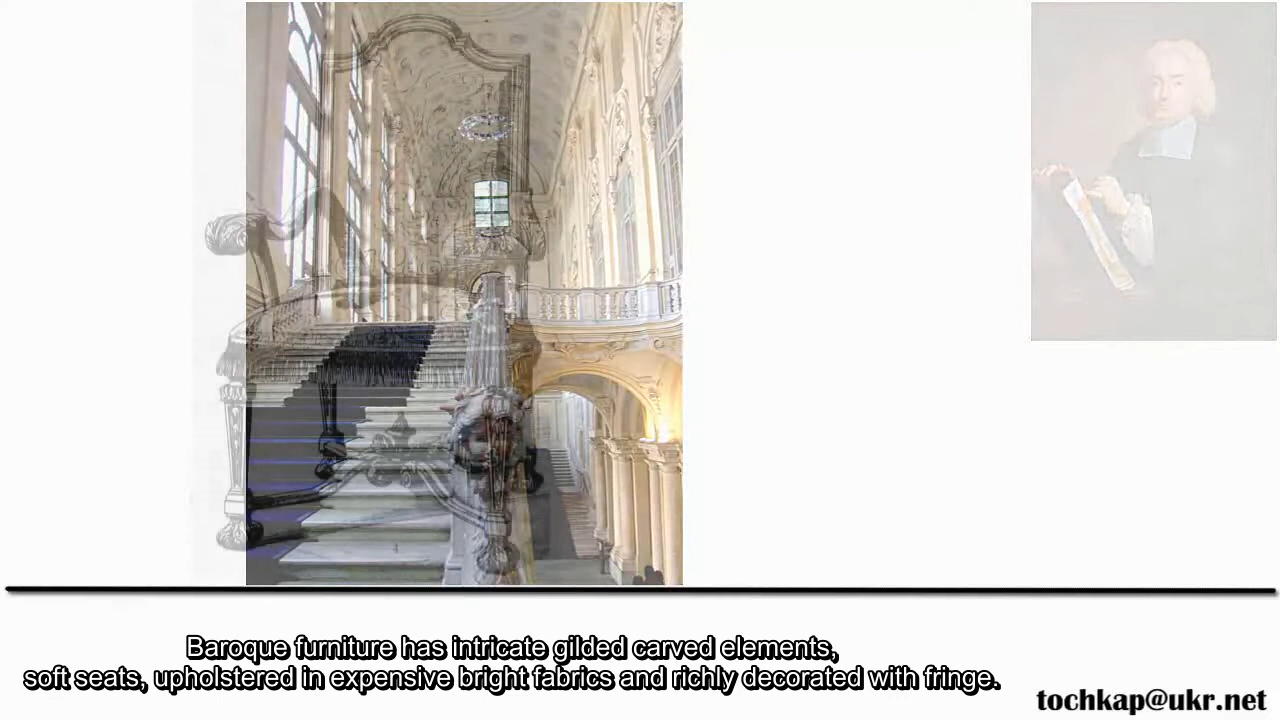 Baroque furniture has intricate gilded carved elements,
soft seats, upholstered in expensive bright fabrics and richly decorated with fringe.
tochkap@ukr.net